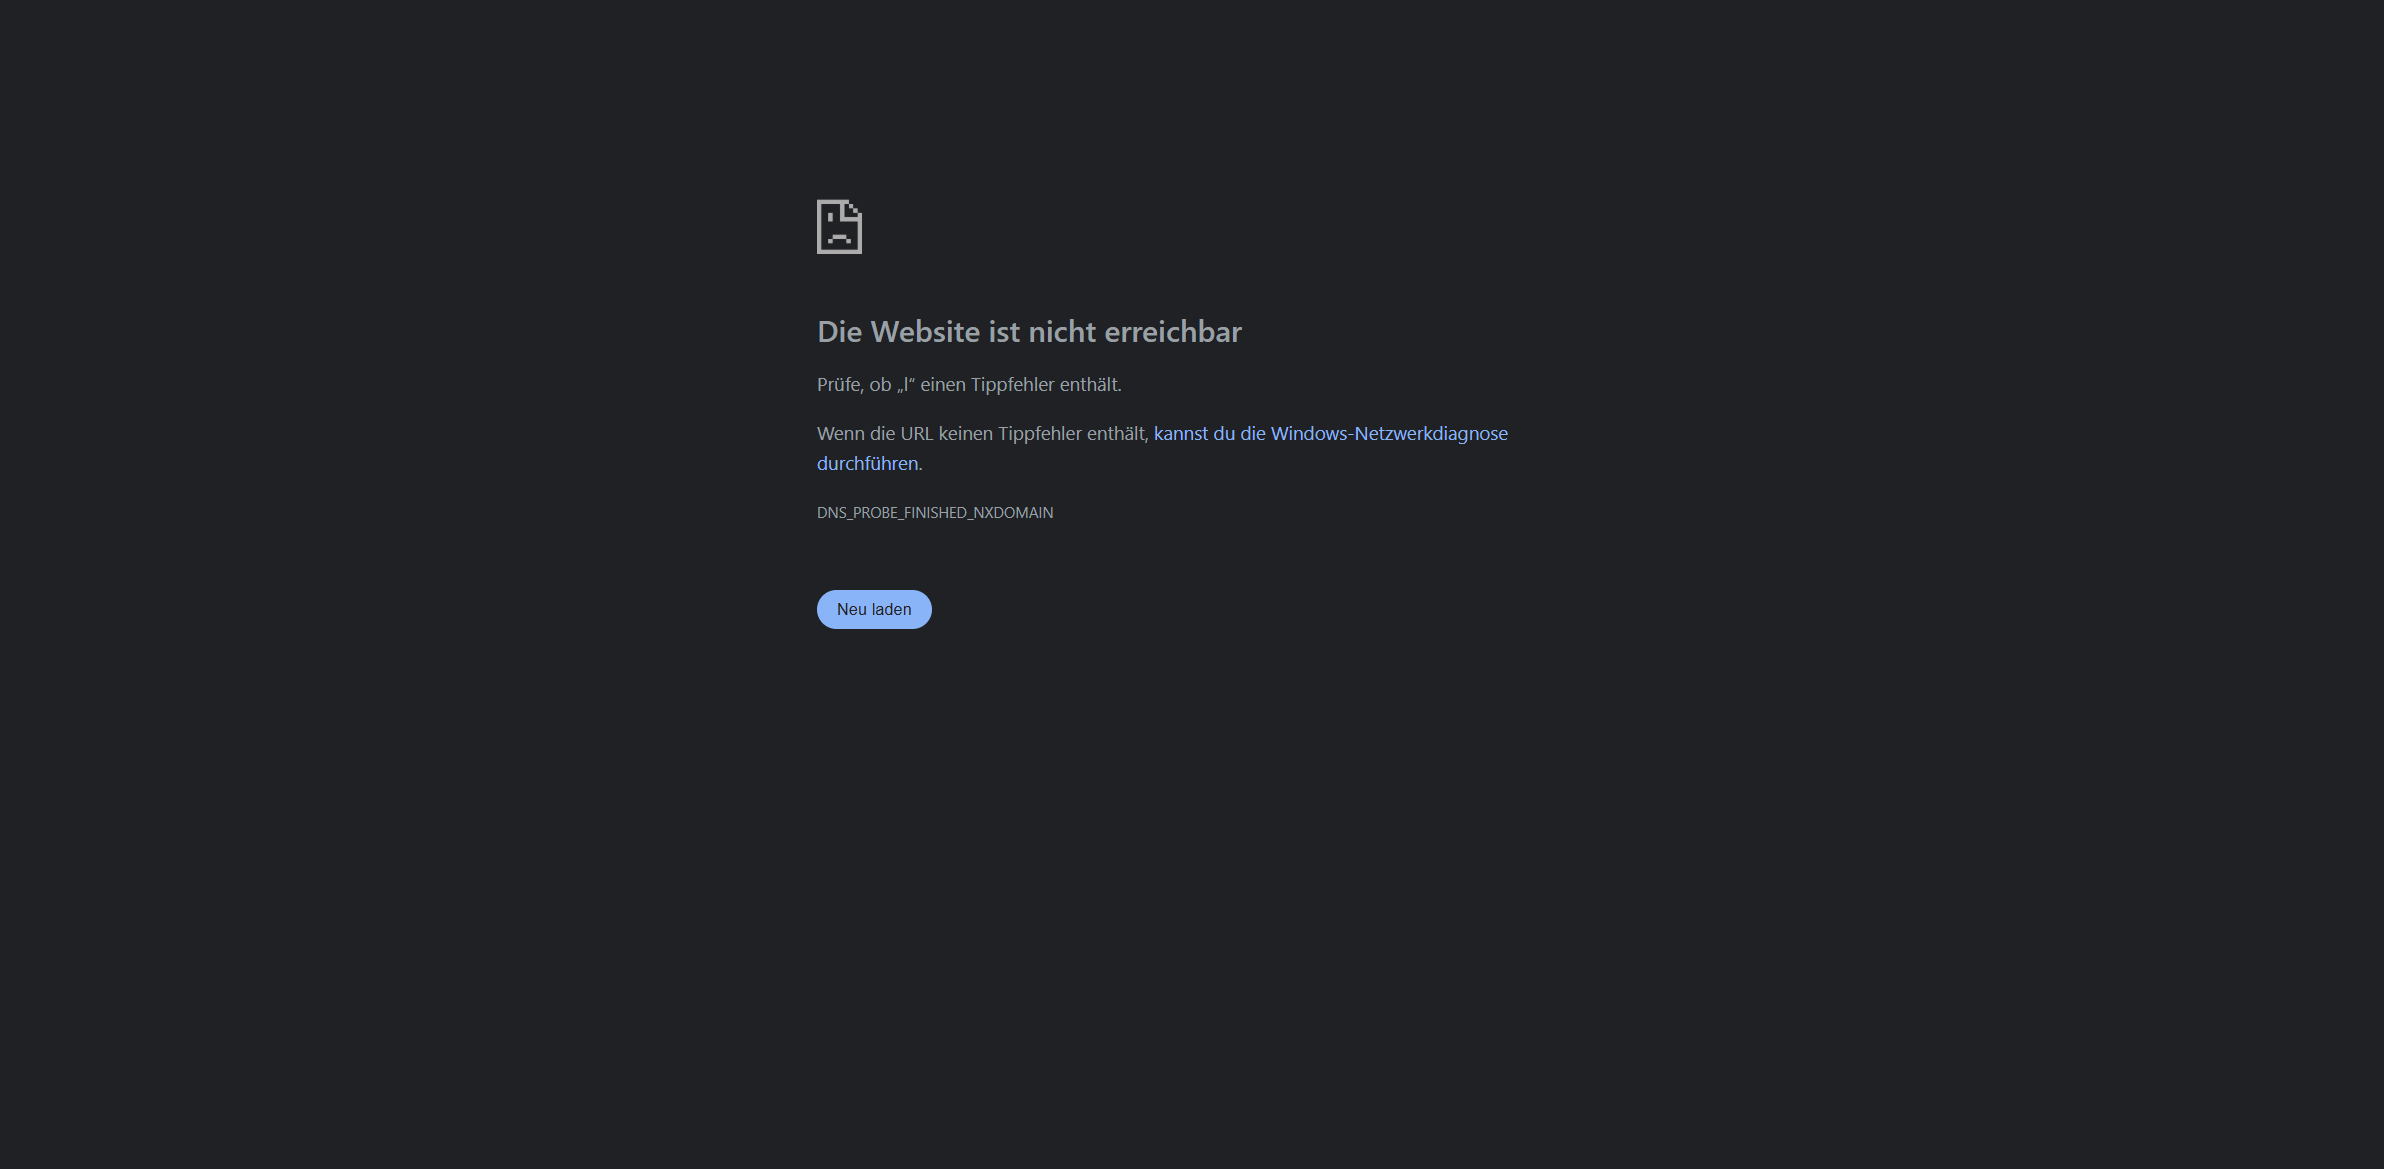 Die Website ist nicht erreichbar
Prüfe, ob „l“ einen Tippfehler enthält.
Wenn die URL keinen Tippfehler enthält, kannst du die Windows-Netzwerkdiagnose
durchführen.
DNS_PROBE_FINISHED_NXDOMAIN
Neu laden